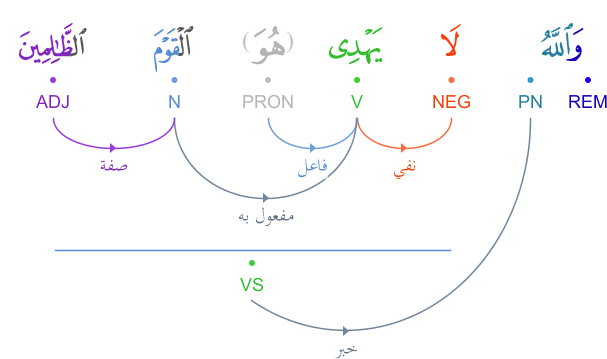 وَٱللَّهُ لَا يَهْدِى (هُوَ) ٱلْقَوْمَ ٱلظَّـٰلِمِينَ
REM PN NEG V PRON N ADJ
نفي فاعل صفة
مفعول به
VS
خبر